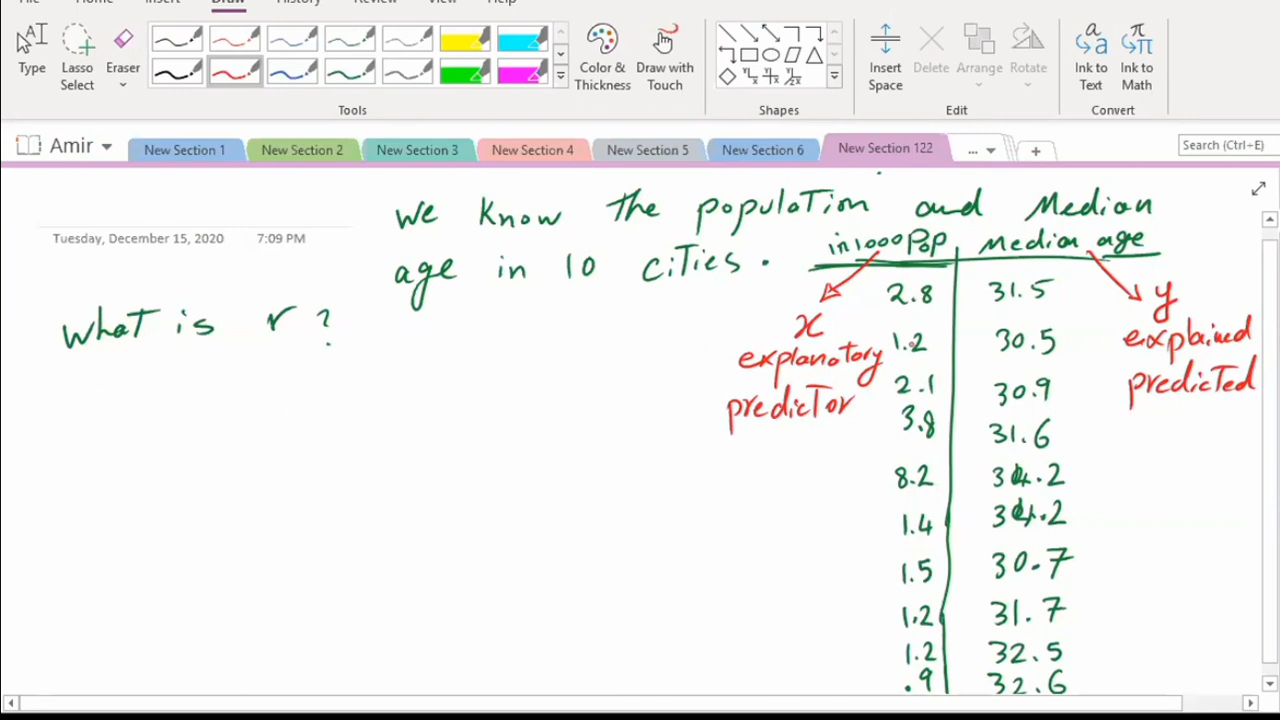 File Home Insert Draw History Review View Help
Type
Lasso Select
Eraser
Color & Thickness
Draw with Touch
Insert Space
Delete
Arrange
Rotate
Ink to Text
Ink to Math
Tools
Shapes
Edit
Convert
Amir
New Section 1
New Section 2
New Section 3
New Section 4
New Section 5
New Section 6
New Section 122
...
Search (Ctrl+E)
Tuesday, December 15, 2020 7:09 PM
we know the population and Median
age in 10 cities.
What is r ?
in 1000 Pop Median age
2.8 31.5
1.2 30.5
2.1 30.9
3.8 31.6
8.2 34.2
1.4 34.2
1.5 30.7
1.2 31.7
1.2 32.5
.9 32.6
x
explanatory
predictor
y
explained
predicted